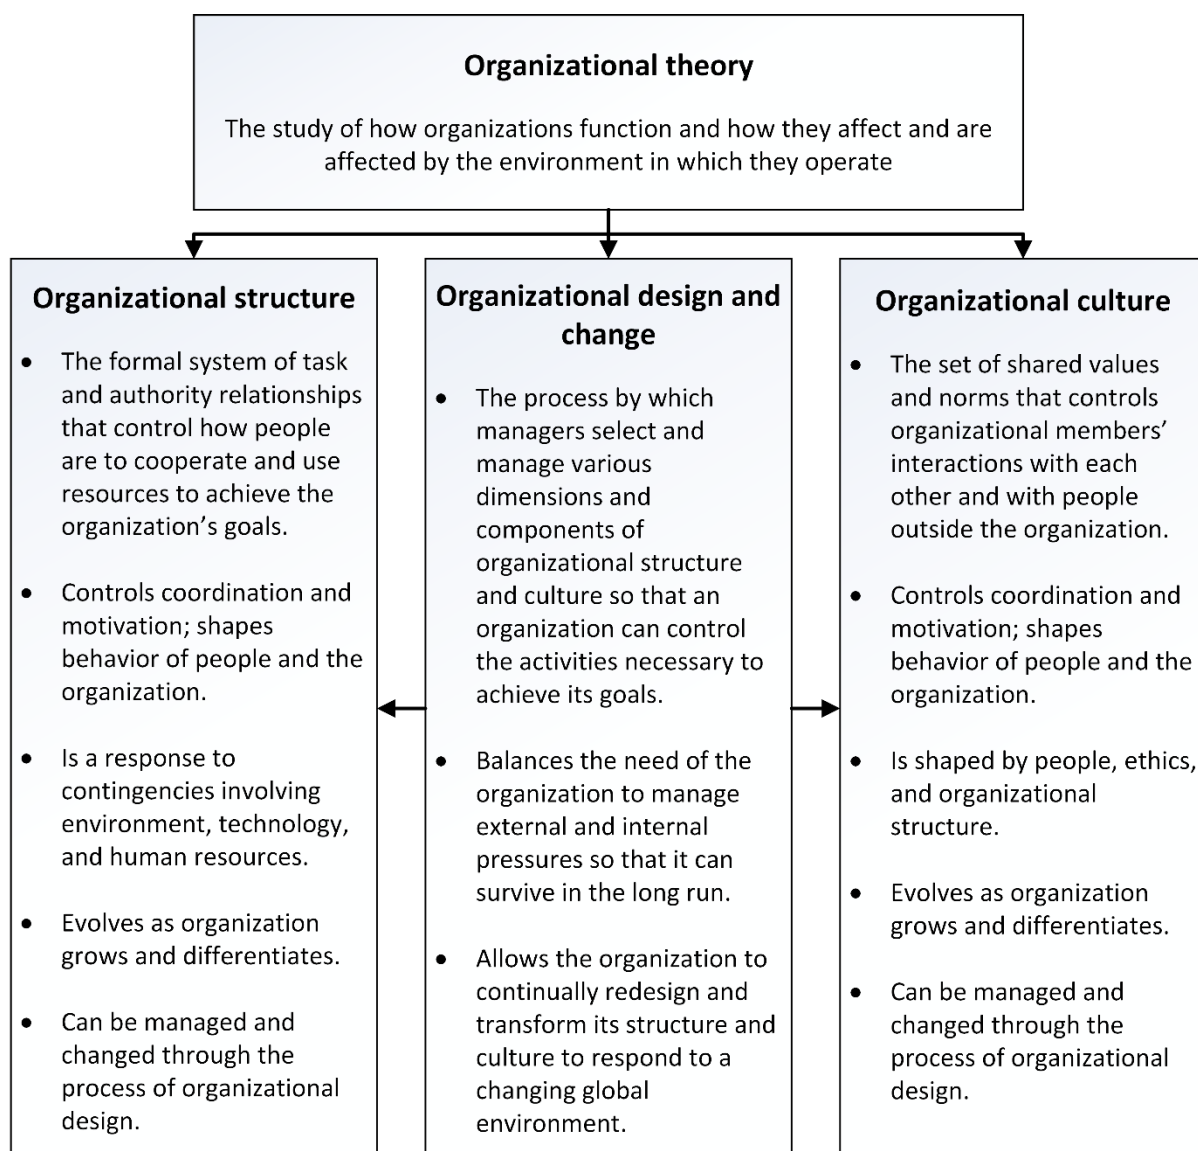 Organizational theory
The study of how organizations function and how they affect and are
affected by the environment in which they operate
Organizational structure
• The formal system of task
and authority relationships
that control how people
are to cooperate and use
resources to achieve the
organization’s goals.
• Controls coordination and
motivation; shapes
behavior of people and the
organization.
• Is a response to
contingencies involving
environment, technology,
and human resources.
• Evolves as organization
grows and differentiates.
• Can be managed and
changed through the
process of organizational
design.
Organizational design and
change
• The process by which
managers select and
manage various
dimensions and
components of
organizational structure
and culture so that an
organization can control
the activities necessary to
achieve its goals.
• Balances the need of the
organization to manage
external and internal
pressures so that it can
survive in the long run.
• Allows the organization to
continually redesign and
transform its structure and
culture to respond to a
changing global
environment.
Organizational culture
• The set of shared values
and norms that controls
organizational members’
interactions with each
other and with people
outside the organization.
• Controls coordination and
motivation; shapes
behavior of people and the
organization.
• Is shaped by people, ethics,
and organizational
structure.
• Evolves as organization
grows and differentiates.
• Can be managed and
changed through the
process of organizational
design.